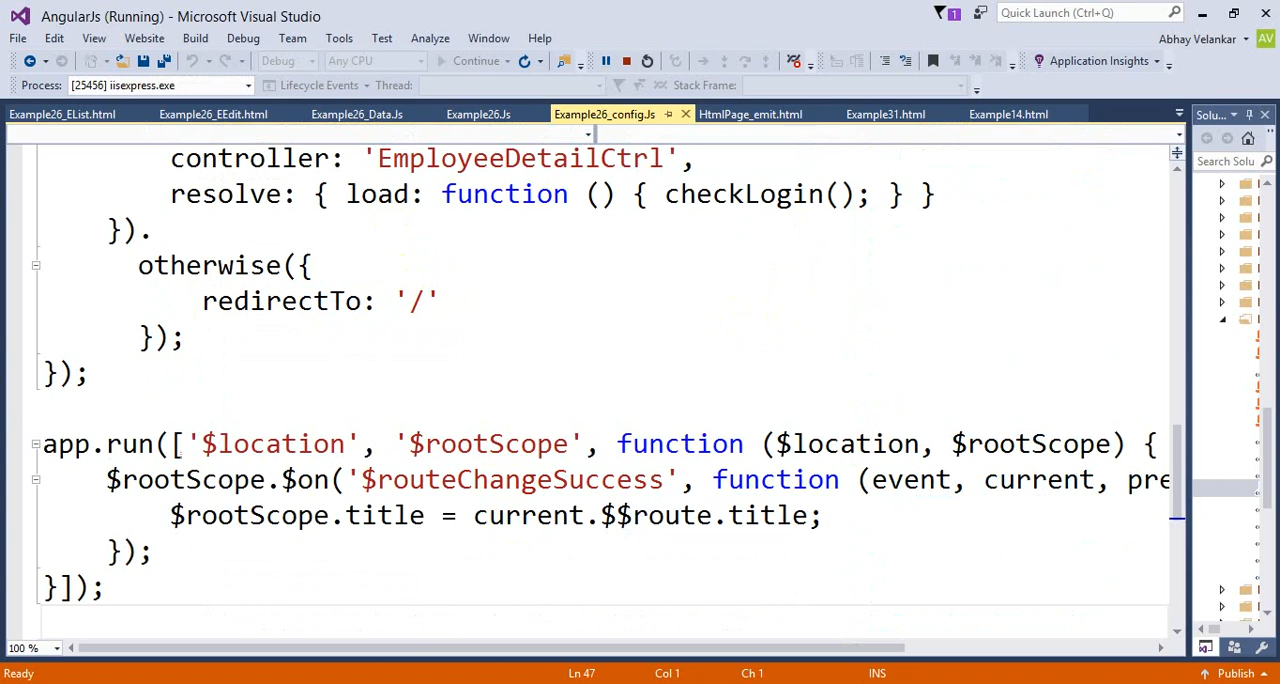 AngularJs (Running) - Microsoft Visual Studio
1
Quick Launch (Ctrl+Q)
File Edit View Website Build Debug Team Tools Test Analyze Window Help
Abhay Velankar
AV
Debug
Any CPU
Continue
Application Insights
Process: [25456] iisexpress.exe
Lifecycle Events
Thread:
Stack Frame:
Example26_EList.html
Example26_EEdit.html
Example26_Data.Js
Example26.Js
Example26_config.Js
HtmlPage_emit.html
Example31.html
Example14.html
Solu...
Search Solu
controller: 'EmployeeDetailCtrl',
resolve: { load: function () { checkLogin(); } }
}).
otherwise({
redirectTo: '/'
});
});
app.run(['$location', '$rootScope', function ($location, $rootScope) {
$rootScope.$on('$routeChangeSuccess', function (event, current, pre
$rootScope.title = current.$$route.title;
});
}]);
100 %
Ready
Ln 47
Col 1
Ch 1
INS
Publish